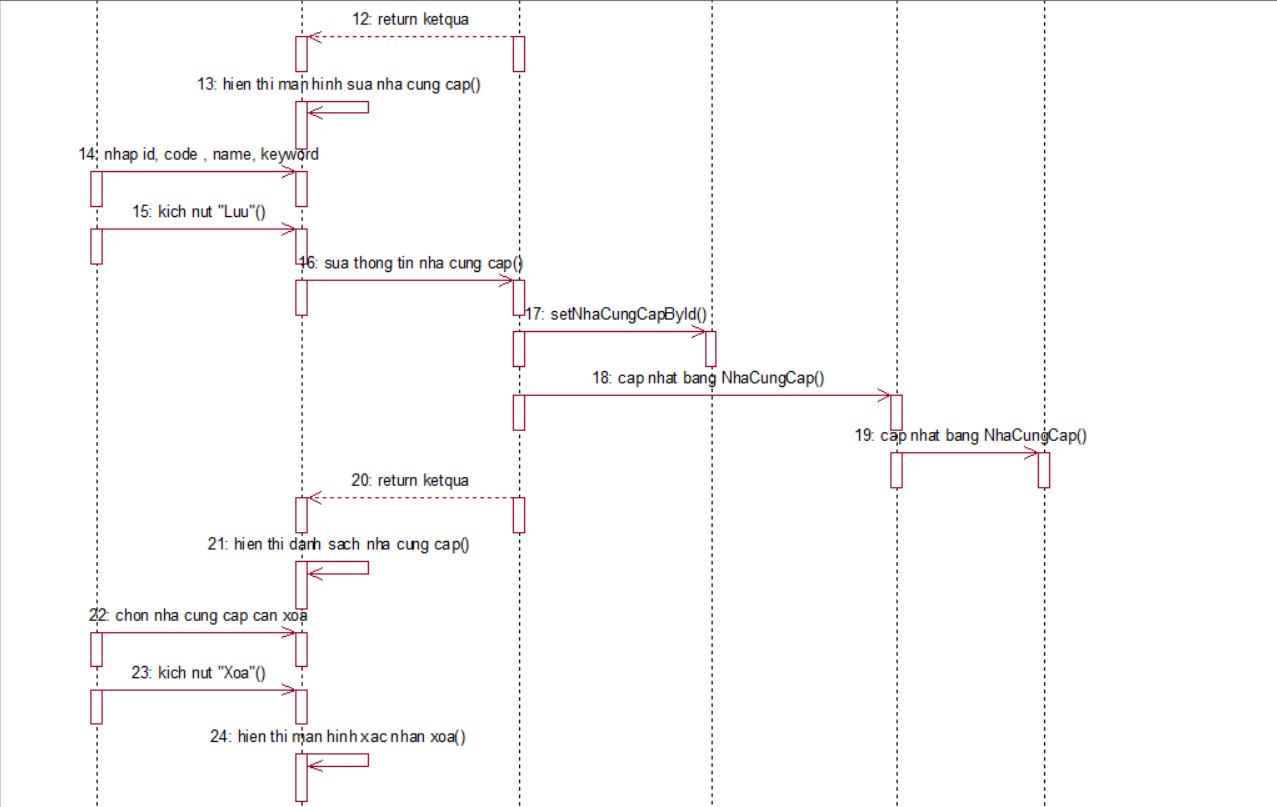 12: return ketqua
13: hien thi man hinh sua nha cung cap()
14: nhap id, code , name, keyword
15: kich nut "Luu"()
16: sua thong tin nha cung cap()
17: setNhaCungCapById()
18: cap nhat bang NhaCungCap()
19: cap nhat bang NhaCungCap()
20: return ketqua
21: hien thi danh sach nha cung cap()
22: chon nha cung cap can xoa
23: kich nut "Xoa"()
24: hien thi man hinh xac nhan xoa()